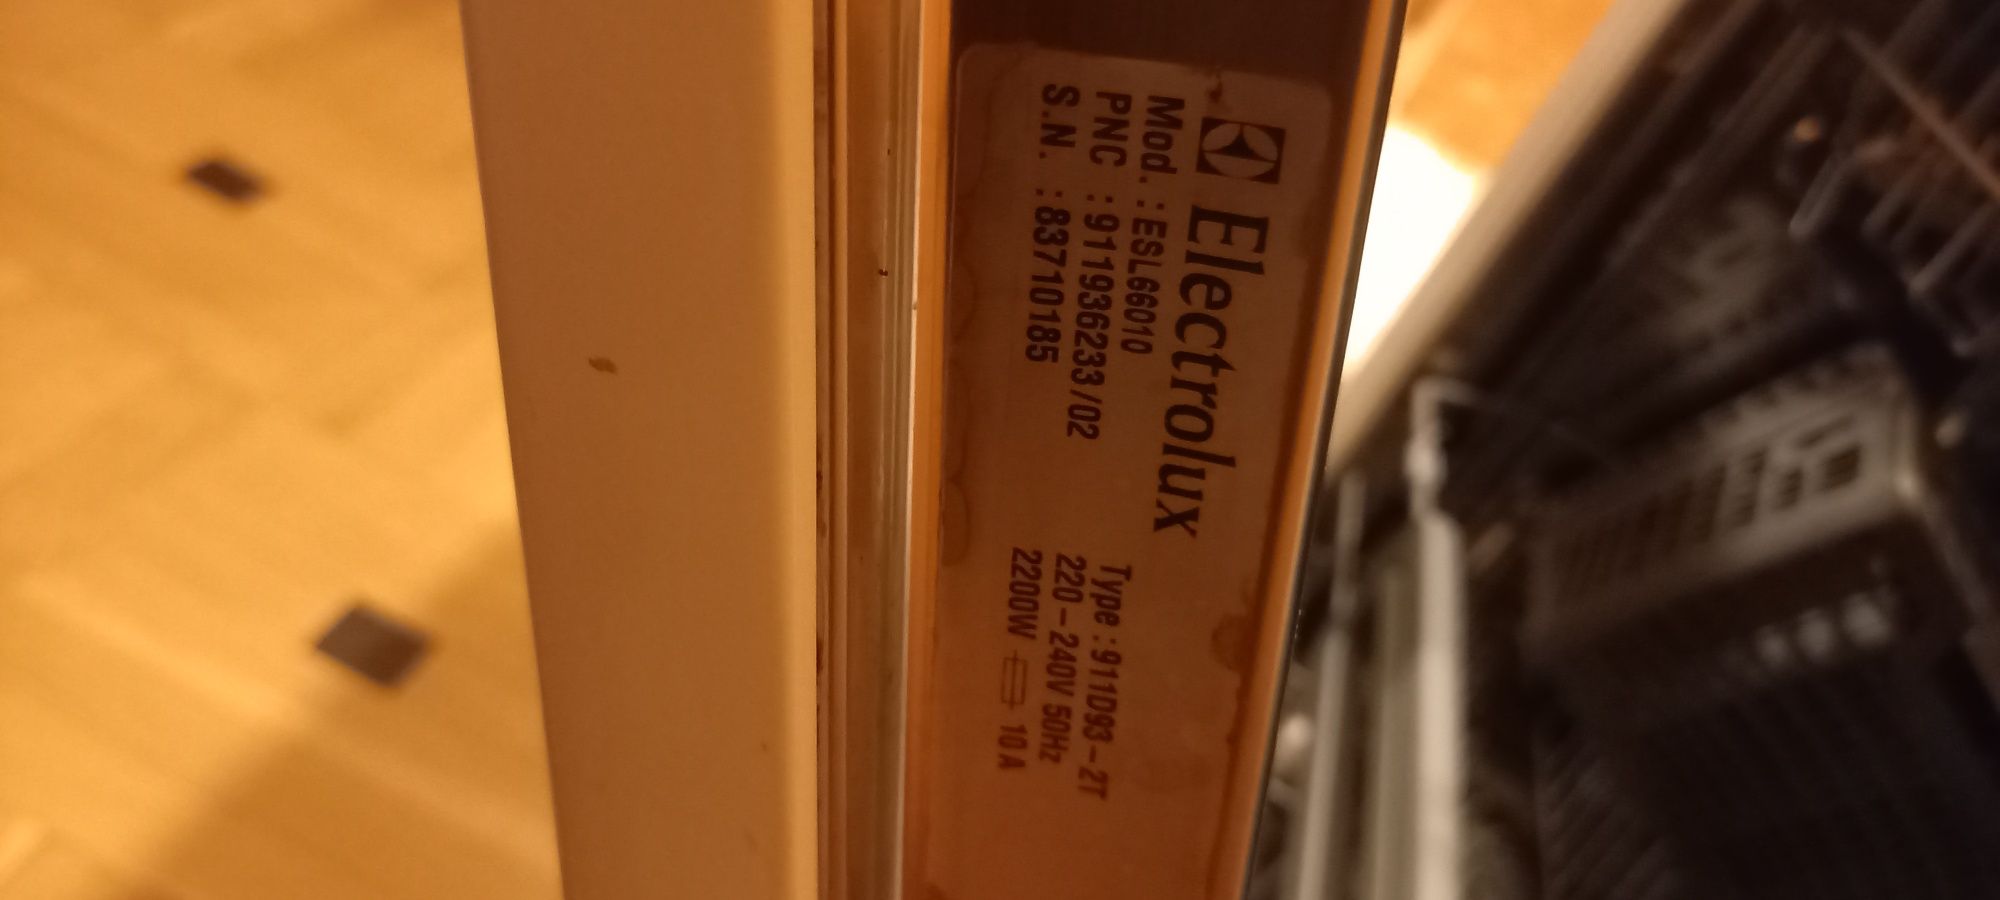 Electrolux
Mod. : ESL66010
PNC : 911936233/02
S.N. : 83710185
Type : 911D93-2T
220-240V 50Hz
2200W 10A